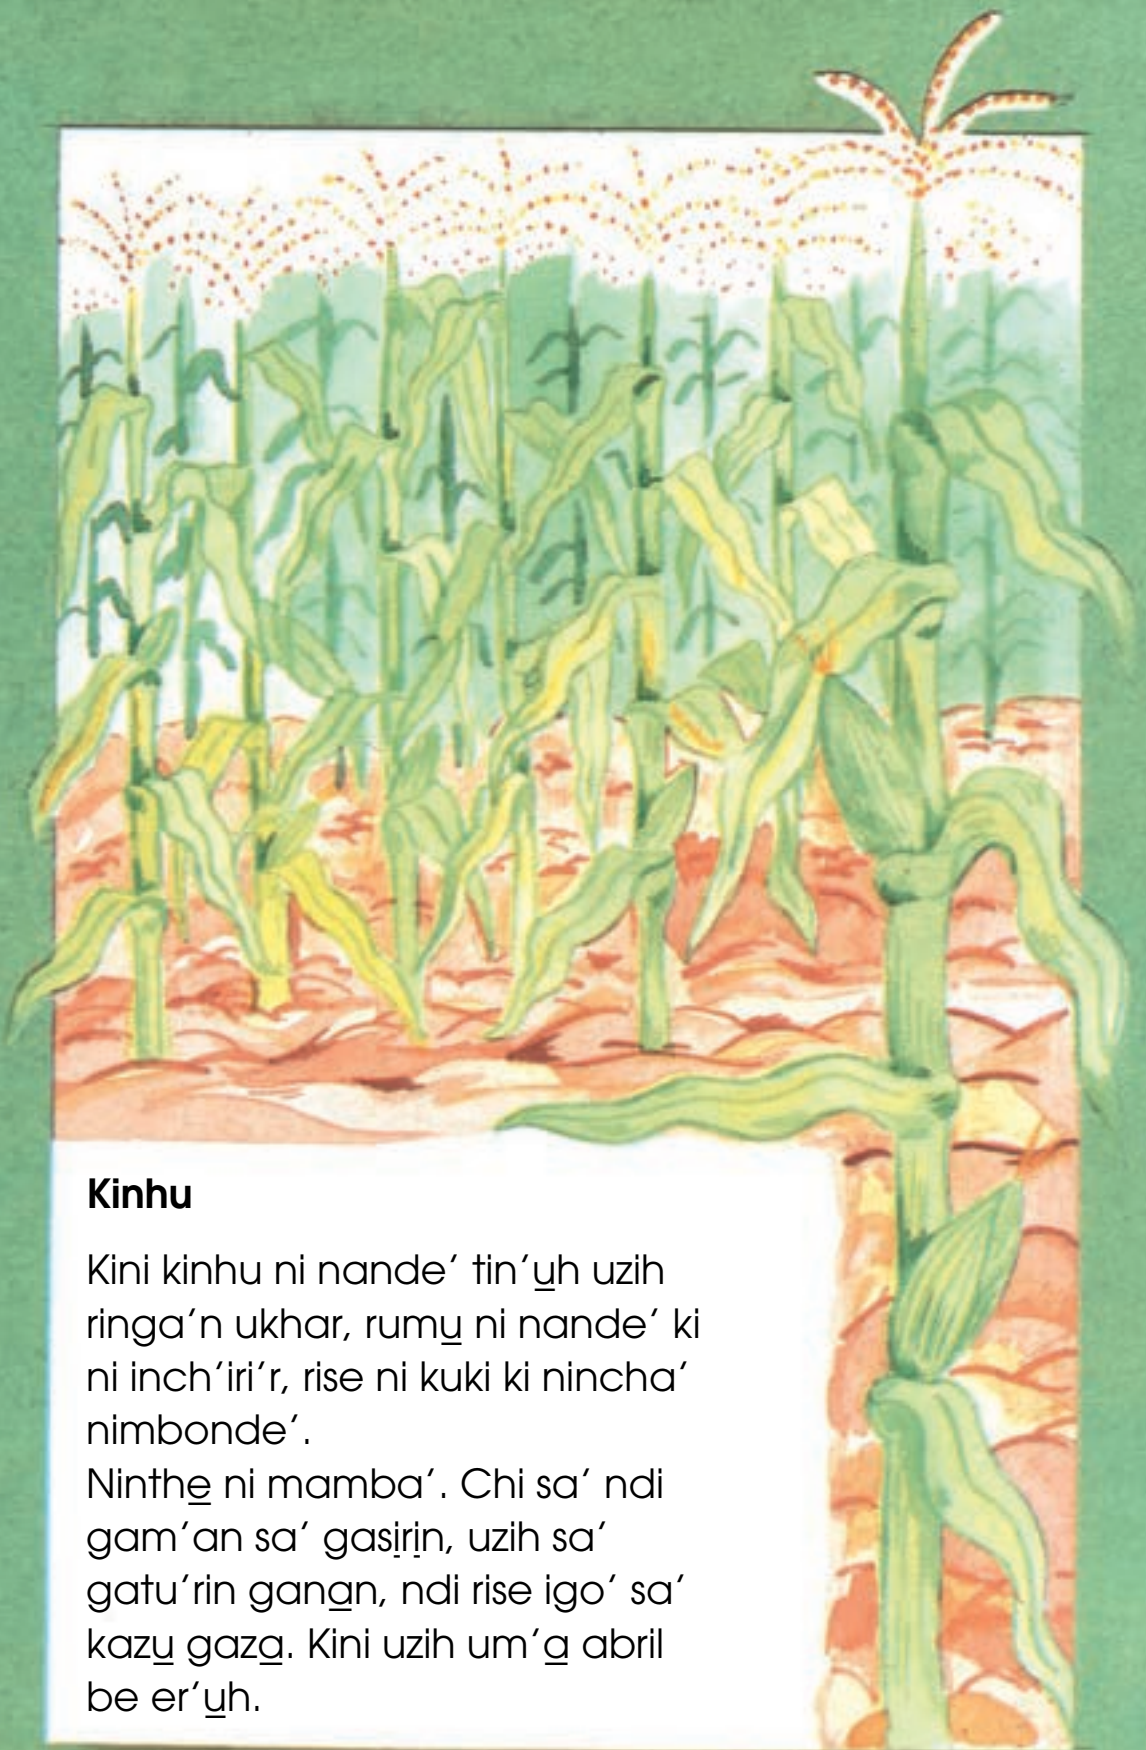 Kinhu
Kini kinhu ni nande’ tin’u̲h uzih
ringa’n ukhar, rumu̲ ni nande’ ki
ni inch’iri’r, rise ni kuki ki nincha’
nimbonde’.
Ninthe̲ ni mamba’. Chi sa’ ndi
gam’an sa’ gasi̲ri̲n, uzih sa’
gatu’rin gana̲n, ndi rise igo’ sa’
kazu̲ gaza̲. Kini uzih um’a̲ abril
be er’u̲h.